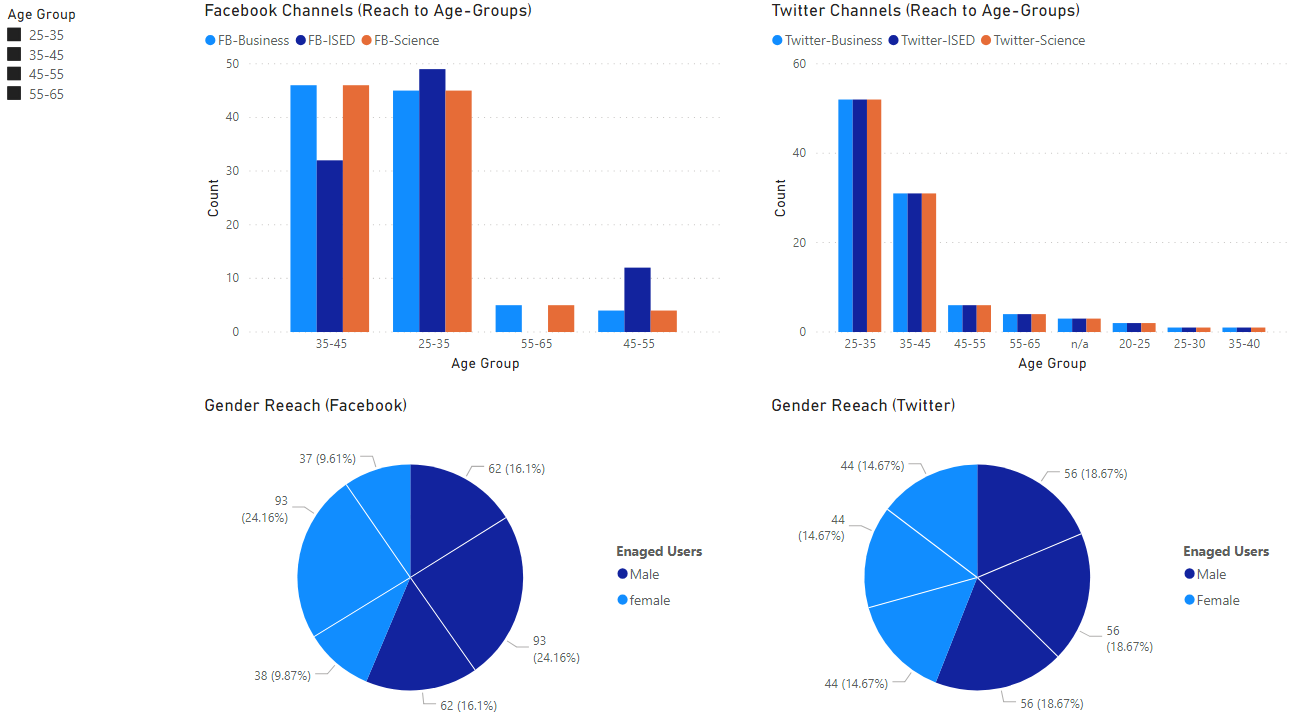 Age Group
25-35
35-45
45-55
55-65
Facebook Channels (Reach to Age-Groups)
FB-Business FB-ISED FB-Science
50
40
30
20
10
0
Count
35-45 25-35 55-65 45-55
Age Group
Twitter Channels (Reach to Age-Groups)
Twitter-Business Twitter-ISED Twitter-Science
60
40
20
0
Count
25-35 35-45 45-55 55-65 n/a 20-25 25-30 35-40
Age Group
Gender Reeach (Facebook)
37 (9.61%)
62 (16.1%)
93
(24.16%)
93
(24.16%)
38 (9.87%)
62 (16.1%)
Enaged Users
Male
female
Gender Reeach (Twitter)
44 (14.67%)
56 (18.67%)
44
(14.67%)
56
(18.67%)
44 (14.67%)
56 (18.67%)
Enaged Users
Male
Female